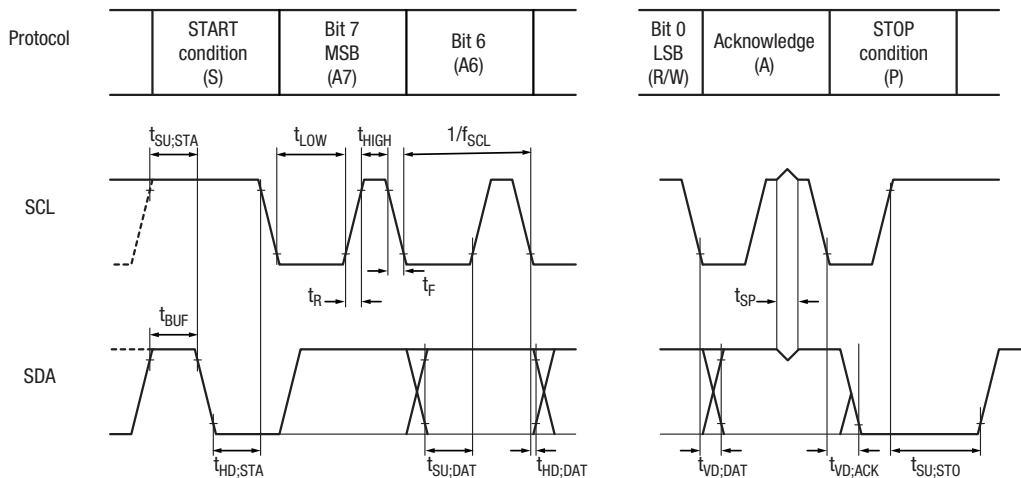 Protocol
START
condition
(S)
Bit 7
MSB
(A7)
Bit 6
(A6)
Bit 0
LSB
(R/W)
Acknowledge
(A)
STOP
condition
(P)
tSU;STA
tLOW
tHIGH
1/fSCL
SCL
tR
tF
tSP
tBUF
SDA
tHD;STA
tSU;DAT
tHD;DAT
tVD;DAT
tVD;ACK
tSU;STO